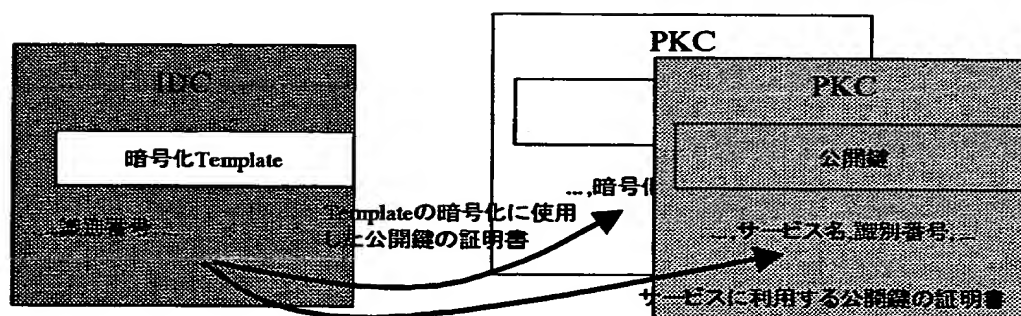 IDC
暗号化Template
...,識別番号,...
PKC
...,暗号化
Templateの暗号化に使用
した公開鍵の証明書
PKC
公開鍵
...,サービス名,識別番号,...
サービスに利用する公開鍵の証明書